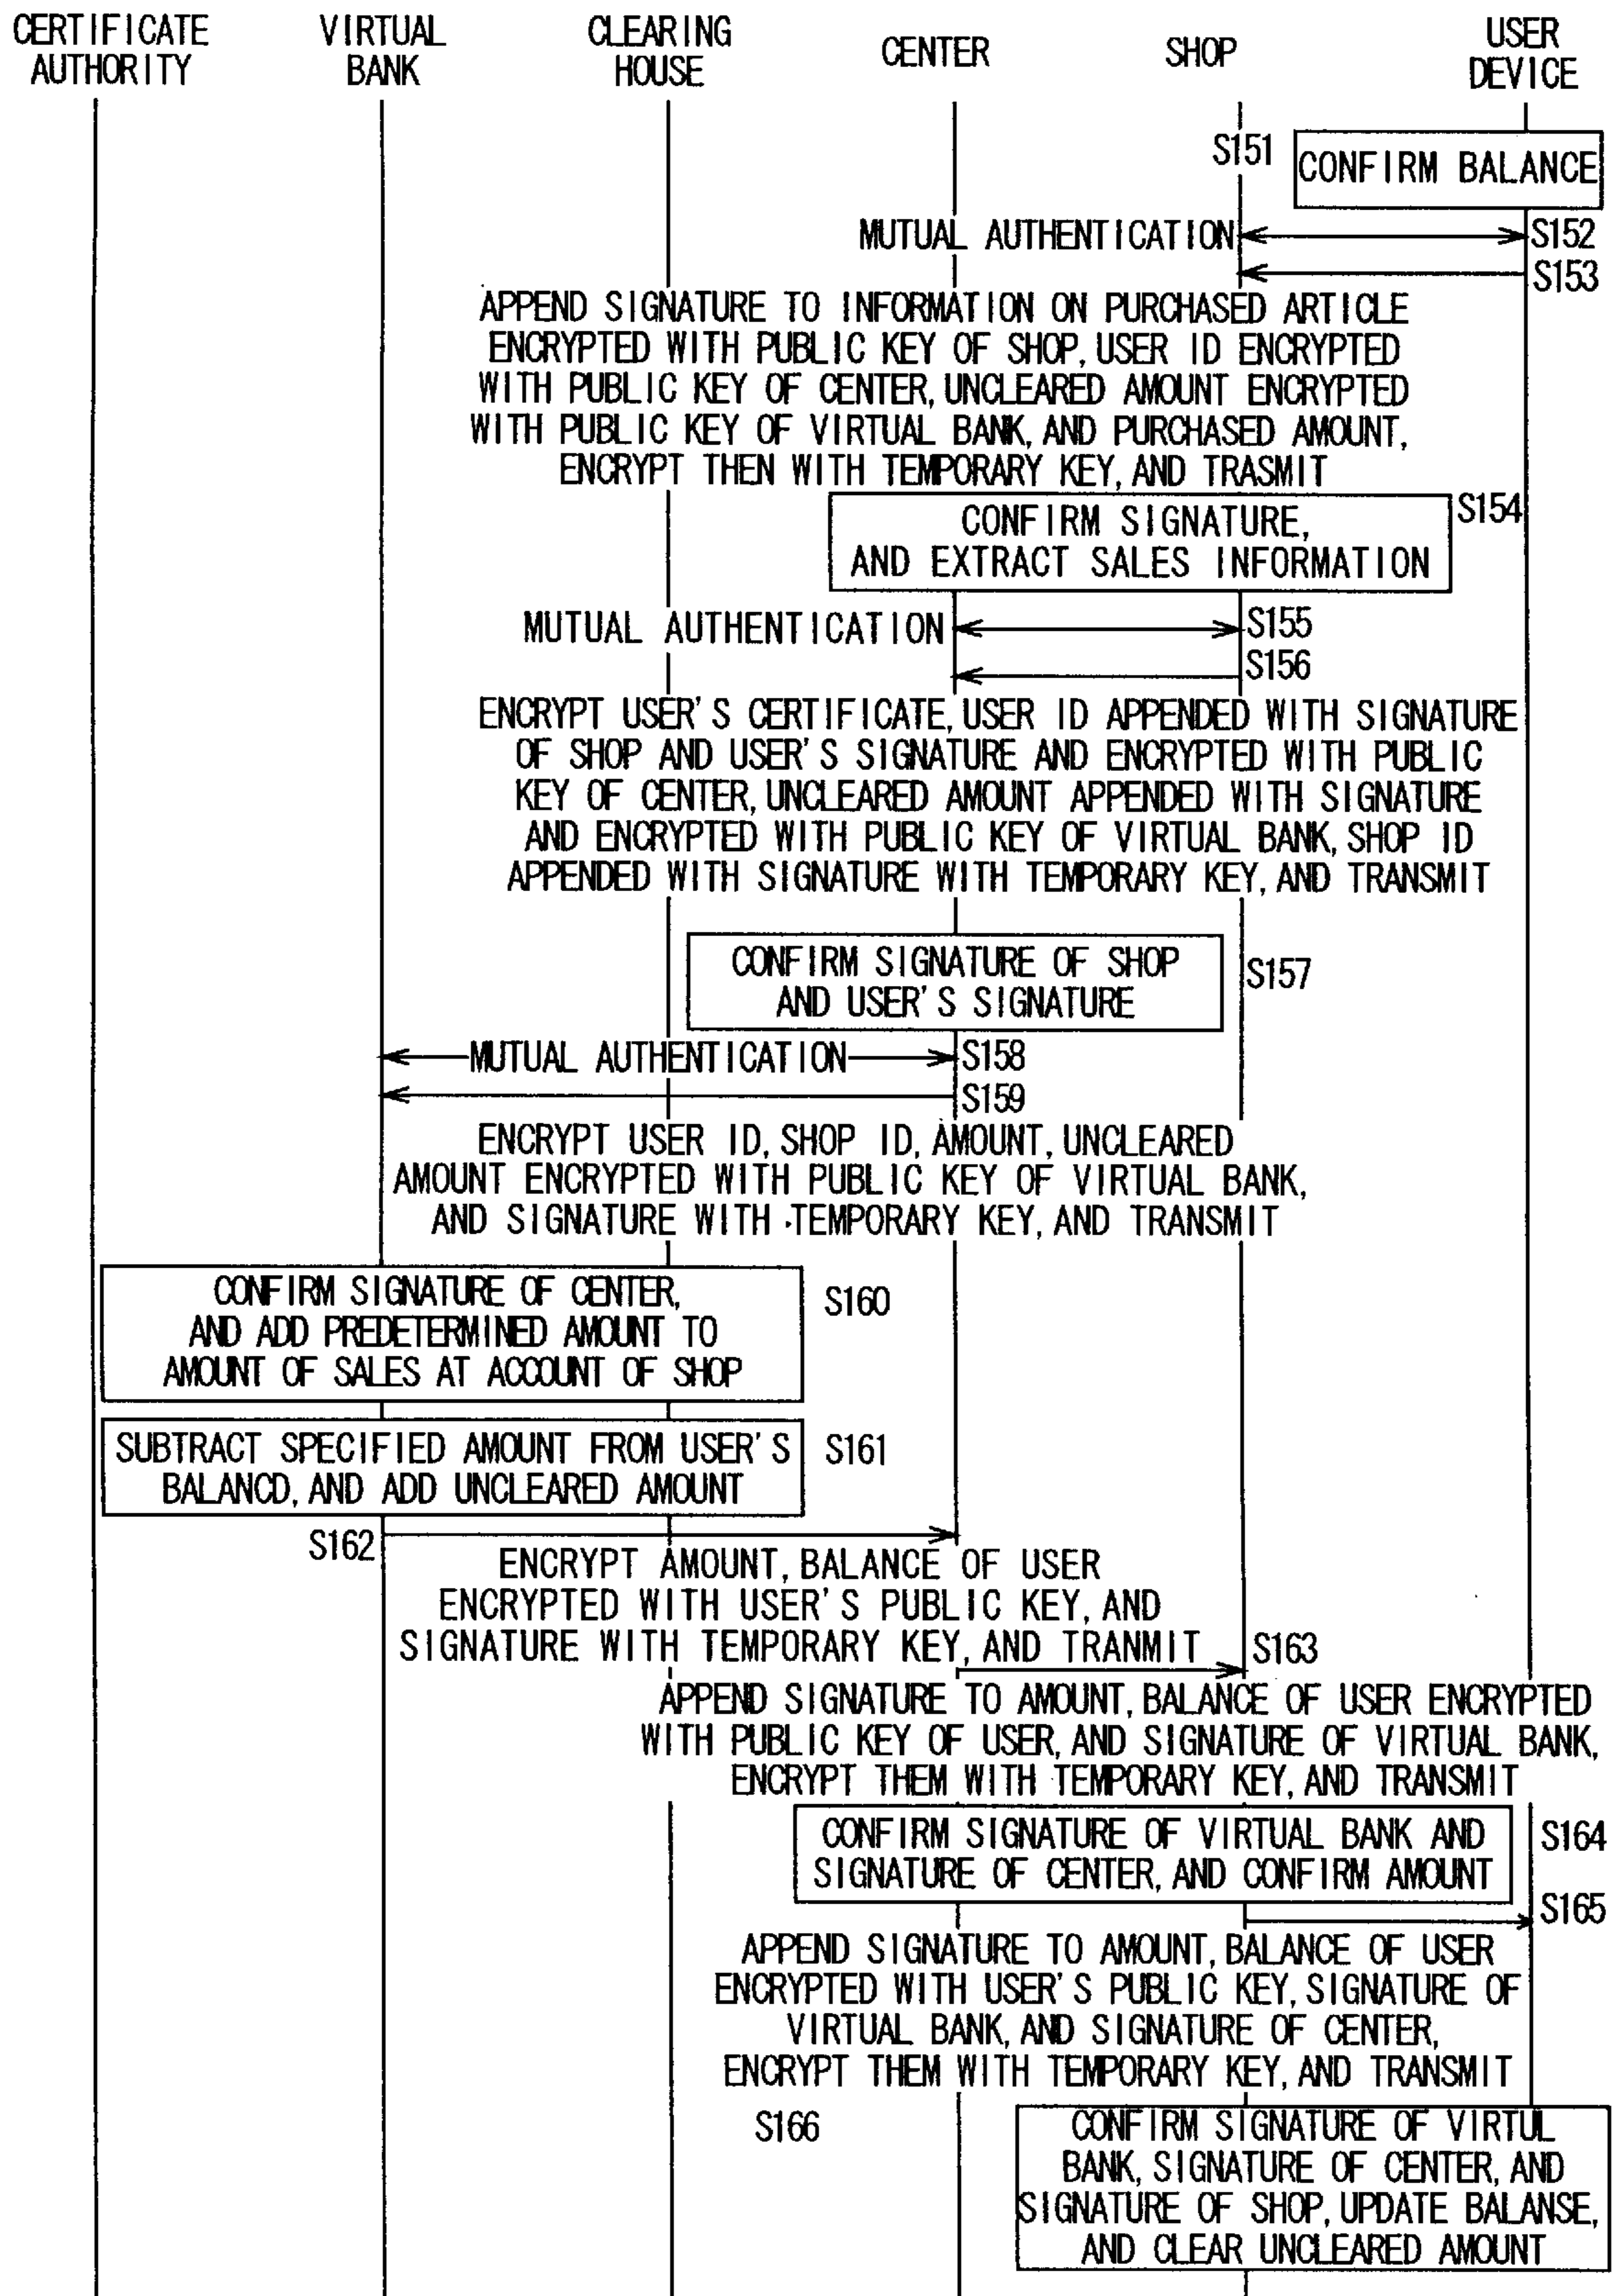 CERTIFICATE AUTHORITY
VIRTUAL BANK
CLEARING HOUSE
CENTER
SHOP
USER DEVICE
S151
CONFIRM BALANCE
MUTUAL AUTHENTICATION
S152
S153
APPEND SIGNATURE TO INFORMATION ON PURCHASED ARTICLE
ENCRYPTED WITH PUBLIC KEY OF SHOP, USER ID ENCRYPTED
WITH PUBLIC KEY OF CENTER, UNCLEARED AMOUNT ENCRYPTED
WITH PUBLIC KEY OF VIRTUAL BANK, AND PURCHASED AMOUNT,
ENCRYPT THEN WITH TEMPORARY KEY, AND TRASMIT
S154
CONFIRM SIGNATURE,
AND EXTRACT SALES INFORMATION
MUTUAL AUTHENTICATION
S155
S156
ENCRYPT USER'S CERTIFICATE, USER ID APPENDED WITH SIGNATURE
OF SHOP AND USER'S SIGNATURE AND ENCRYPTED WITH PUBLIC
KEY OF CENTER, UNCLEARED AMOUNT APPENDED WITH SIGNATURE
AND ENCRYPTED WITH PUBLIC KEY OF VIRTUAL BANK, SHOP ID
APPENDED WITH SIGNATURE WITH TEMPORARY KEY, AND TRANSMIT
CONFIRM SIGNATURE OF SHOP
AND USER'S SIGNATURE
S157
MUTUAL AUTHENTICATION
S158
S159
ENCRYPT USER ID, SHOP ID, AMOUNT, UNCLEARED
AMOUNT ENCRYPTED WITH PUBLIC KEY OF VIRTUAL BANK,
AND SIGNATURE WITH TEMPORARY KEY, AND TRANSMIT
CONFIRM SIGNATURE OF CENTER,
AND ADD PREDETERMINED AMOUNT TO
AMOUNT OF SALES AT ACCOUNT OF SHOP
S160
SUBTRACT SPECIFIED AMOUNT FROM USER'S
BALANCD, AND ADD UNCLEARED AMOUNT
S161
S162
ENCRYPT AMOUNT, BALANCE OF USER
ENCRYPTED WITH USER'S PUBLIC KEY, AND
SIGNATURE WITH TEMPORARY KEY, AND TRANMIT
S163
APPEND SIGNATURE TO AMOUNT, BALANCE OF USER ENCRYPTED
WITH PUBLIC KEY OF USER, AND SIGNATURE OF VIRTUAL BANK,
ENCRYPT THEM WITH TEMPORARY KEY, AND TRANSMIT
CONFIRM SIGNATURE OF VIRTUAL BANK AND
SIGNATURE OF CENTER, AND CONFIRM AMOUNT
S164
S165
APPEND SIGNATURE TO AMOUNT, BALANCE OF USER
ENCRYPTED WITH USER'S PUBLIC KEY, SIGNATURE OF
VIRTUAL BANK, AND SIGNATURE OF CENTER,
ENCRYPT THEM WITH TEMPORARY KEY, AND TRANSMIT
S166
CONFIRM SIGNATURE OF VIRTUL
BANK, SIGNATURE OF CENTER, AND
SIGNATURE OF SHOP, UPDATE BALANSE,
AND CLEAR UNCLEARED AMOUNT